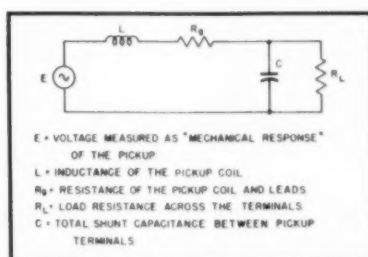 L
Rg
E
C
RL
E = VOLTAGE MEASURED AS "MECHANICAL RESPONSE"
OF THE PICKUP
L = INDUCTANCE OF THE PICKUP COIL
Rg = RESISTANCE OF THE PICKUP COIL AND LEADS
RL = LOAD RESISTANCE ACROSS THE TERMINALS
C = TOTAL SHUNT CAPACITANCE BETWEEN PICKUP
TERMINALS